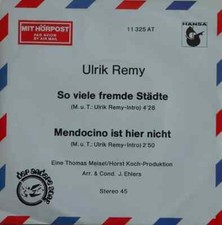 MIT HÖRPOST
PAR AVION
BY AIR MAIL
11 325 AT
HANSA
Ulrik Remy
So viele fremde Städte
(M. u. T.: Ulrik Remy-Intro) 4'28
Mendocino ist hier nicht
(M. u. T.: Ulrik Remy-Intro) 2'50
Eine Thomas Meisel/Horst Koch-Produktion
Arr. & Cond. J. Ehlers
Stereo 45